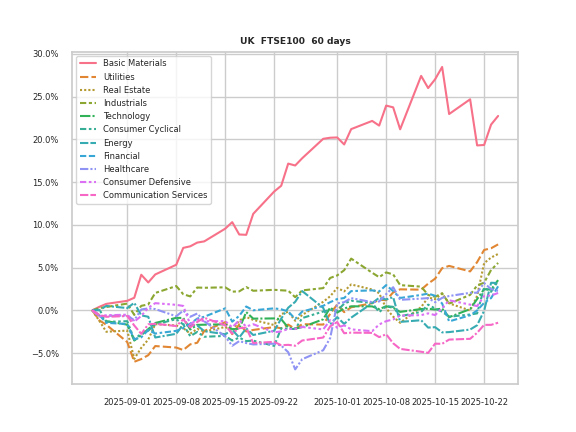 UK FTSE100 60 days
30.0%
25.0%
20.0%
15.0%
10.0%
5.0%
0.0%
−5.0%
Basic Materials
Utilities
Real Estate
Industrials
Technology
Consumer Cyclical
Energy
Financial
Healthcare
Consumer Defensive
Communication Services
2025-09-01 2025-09-08 2025-09-15 2025-09-22 2025-10-01 2025-10-08 2025-10-15 2025-10-22